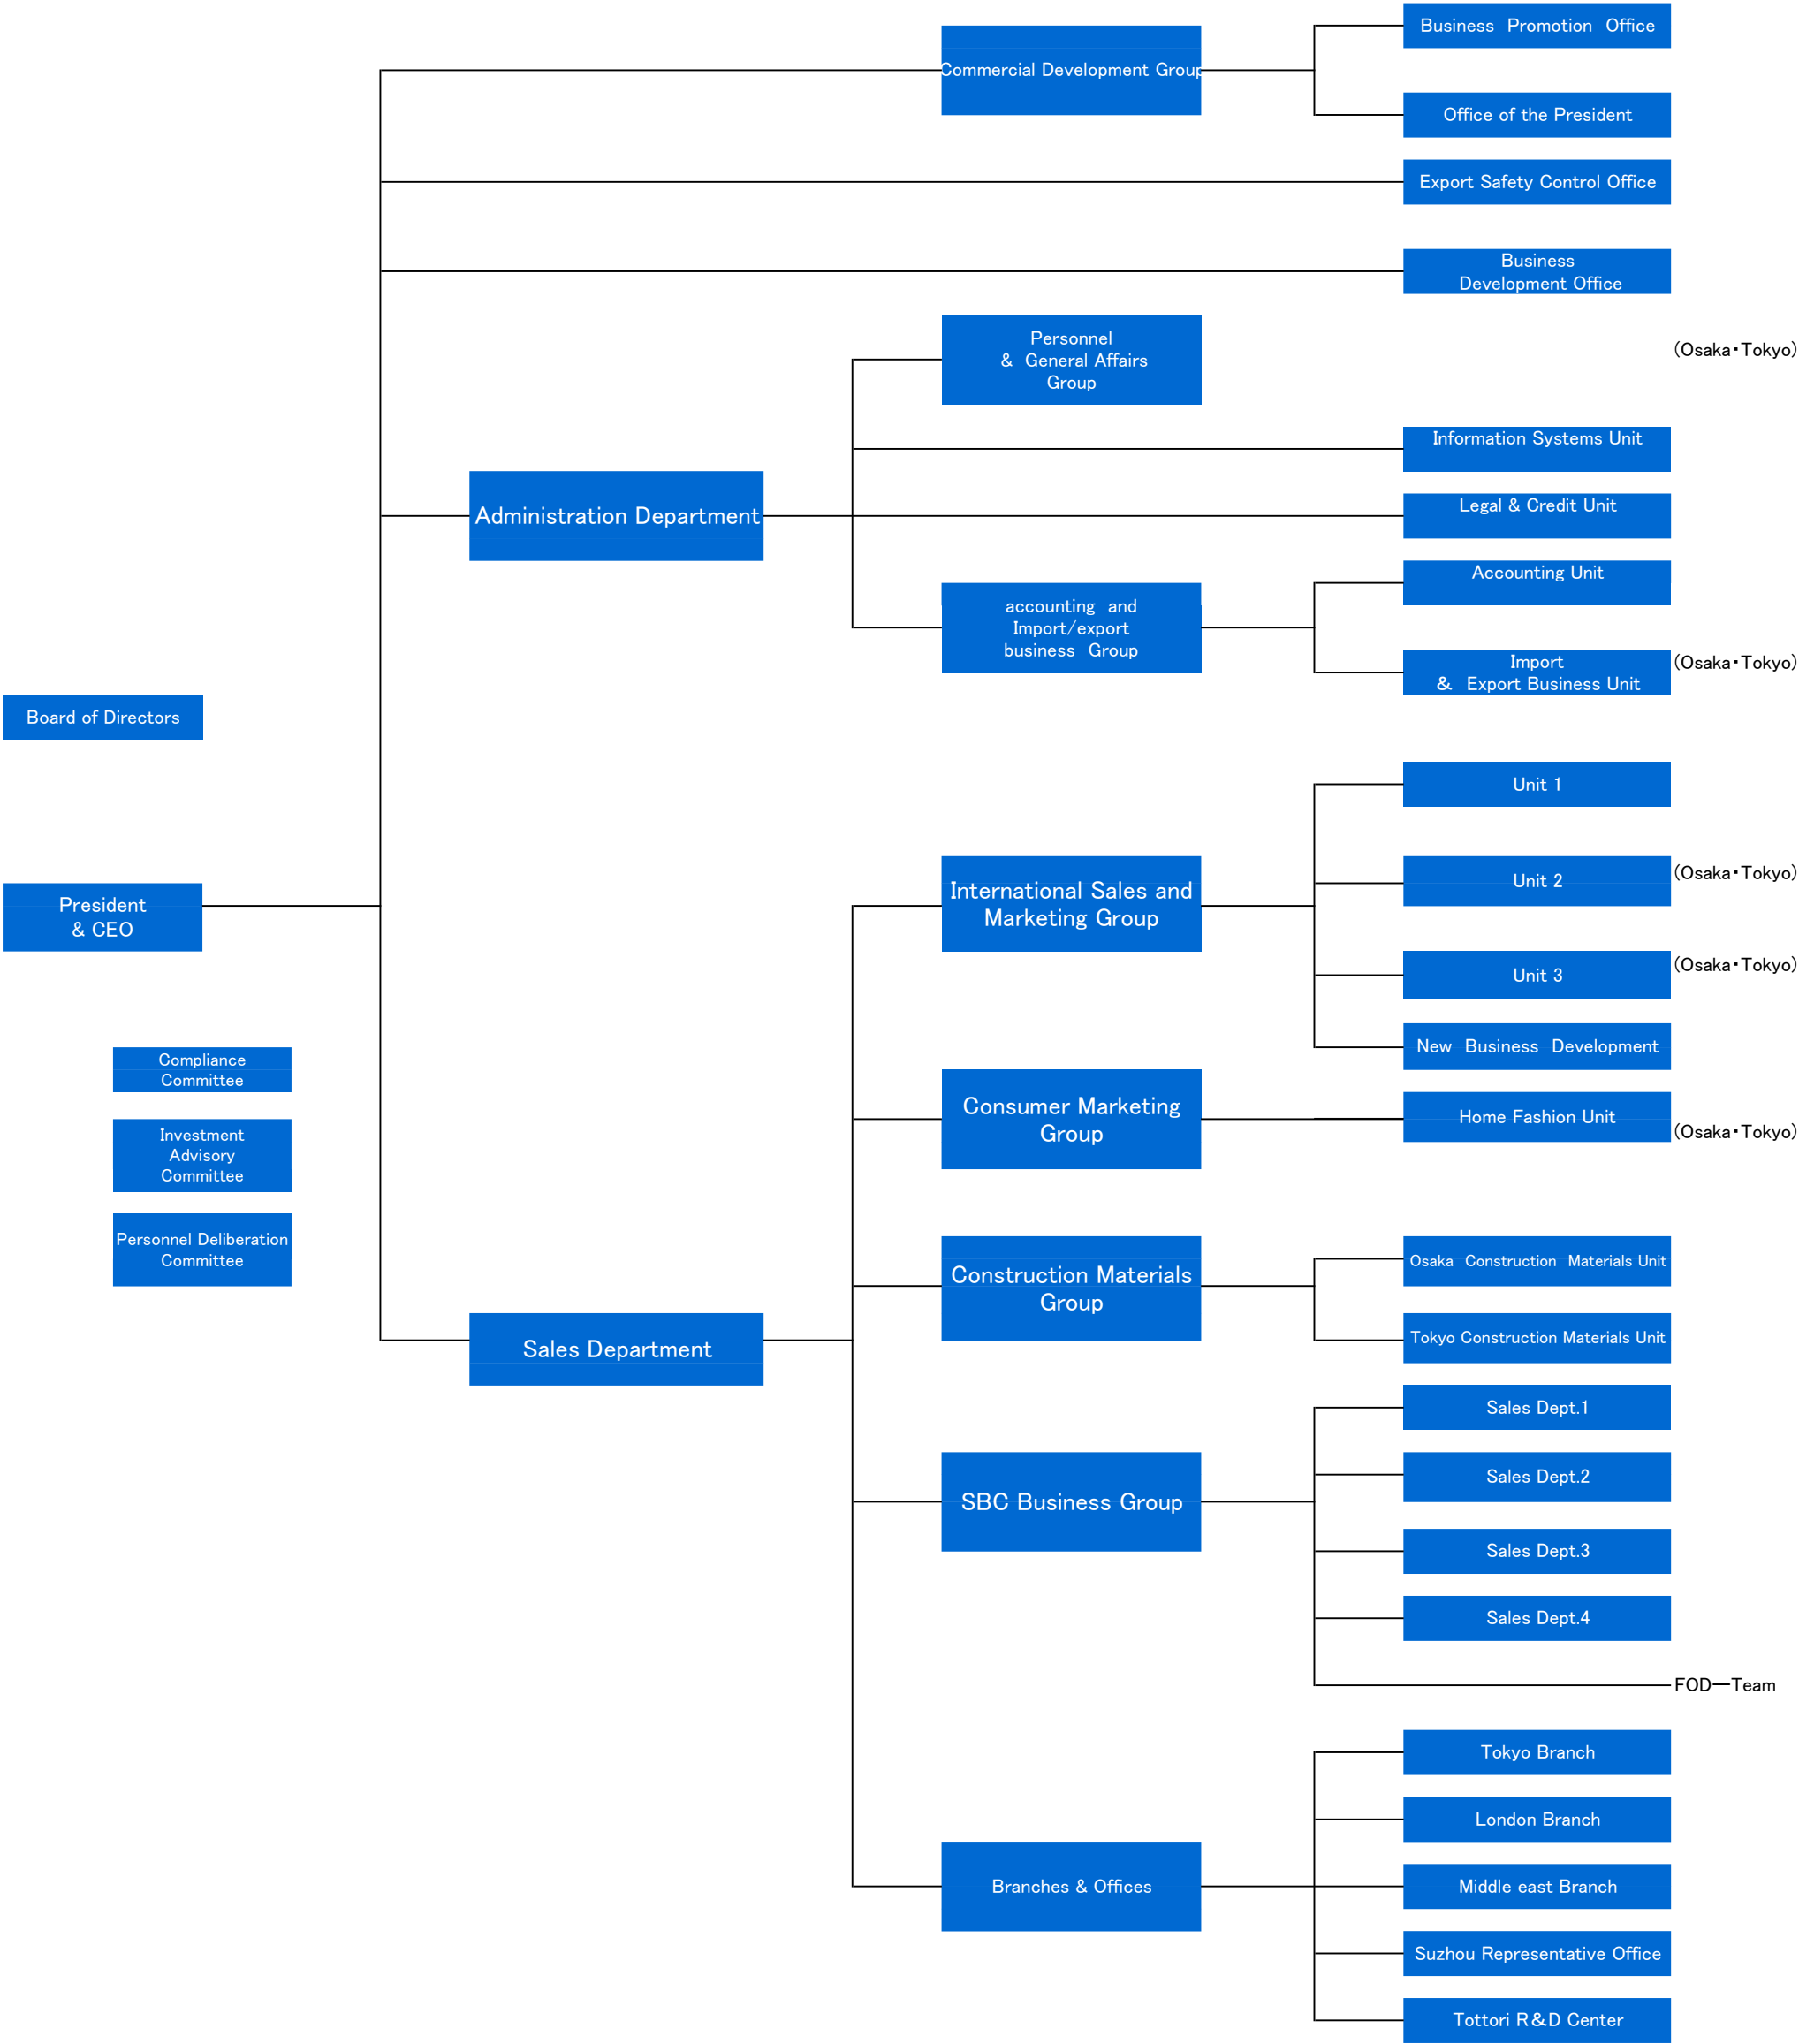 Business Promotion Office
Commercial Development Group
Office of the President
Export Safety Control Office
Business
Development Office
Personnel
& General Affairs
Group
(Osaka・Tokyo)
Information Systems Unit
Administration Department
Legal & Credit Unit
Accounting Unit
accounting and
Import/export
business Group
Import
& Export Business Unit
(Osaka・Tokyo)
Board of Directors
Unit 1
International Sales and
Marketing Group
Unit 2
(Osaka・Tokyo)
President
& CEO
Unit 3
(Osaka・Tokyo)
New Business Development
Compliance
Committee
Consumer Marketing
Group
Home Fashion Unit
(Osaka・Tokyo)
Investment
Advisory
Committee
Personnel Deliberation
Committee
Construction Materials
Group
Osaka Construction Materials Unit
Tokyo Construction Materials Unit
Sales Department
Sales Dept.1
SBC Business Group
Sales Dept.2
Sales Dept.3
Sales Dept.4
FOD―Team
Tokyo Branch
London Branch
Branches & Offices
Middle east Branch
Suzhou Representative Office
Tottori R&D Center